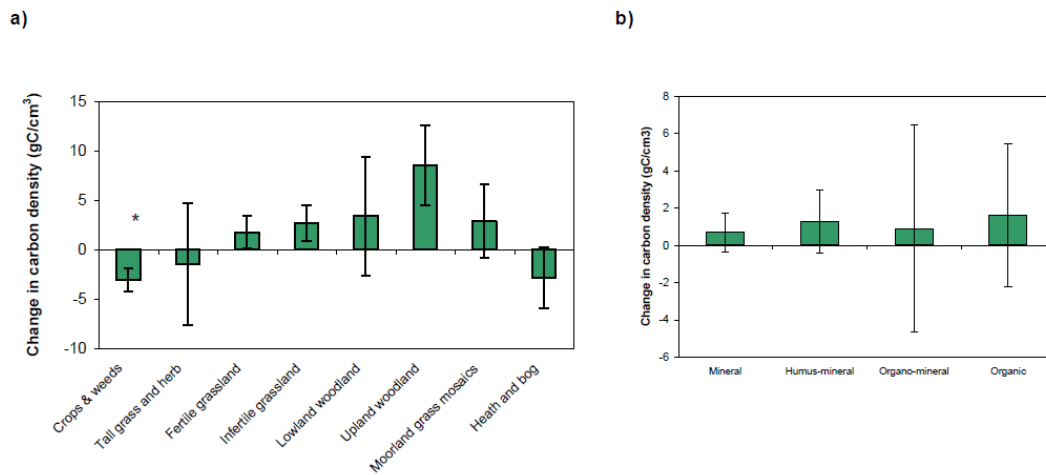 a)
Change in carbon density (gC/cm³)
15
10
5
0
-5
-10
*
Crops & weeds
Tall grass and herb
Fertile grassland
Infertile grassland
Lowland woodland
Upland woodland
Moorland grass mosaics
Heath and bog
b)
Change in carbon density (gC/cm3)
8
6
4
2
0
-2
-4
-6
Mineral
Humus-mineral
Organo-mineral
Organic